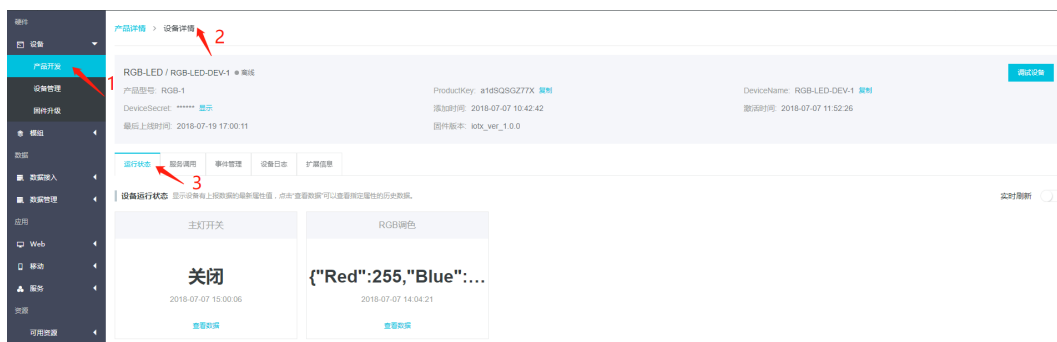 硬件
设备
产品开发
设备管理
固件升级
模组
数据
数据接入
数据管理
应用
Web
移动
服务
资源
可用资源
产品详情 > 设备详情
1
2
3
RGB-LED / RGB-LED-DEV-1 离线
调试设备
产品型号: RGB-1
ProductKey: a1dSQSGZ77X 复制
DeviceName: RGB-LED-DEV-1 复制
DeviceSecret: ****** 显示
添加时间: 2018-07-07 10:42:42
激活时间: 2018-07-07 11:52:26
最后上线时间: 2018-07-19 17:00:11
固件版本: iotx_ver_1.0.0
运行状态 服务调用 事件管理 设备日志 扩展信息
设备运行状态 显示设备有上报数据的最新属性值，点击"查看数据"可以查看指定属性的历史数据。
实时刷新
主灯开关
关闭
2018-07-07 15:00:06
查看数据
RGB调色
{"Red":255,"Blue":...
2018-07-07 14:04:21
查看数据